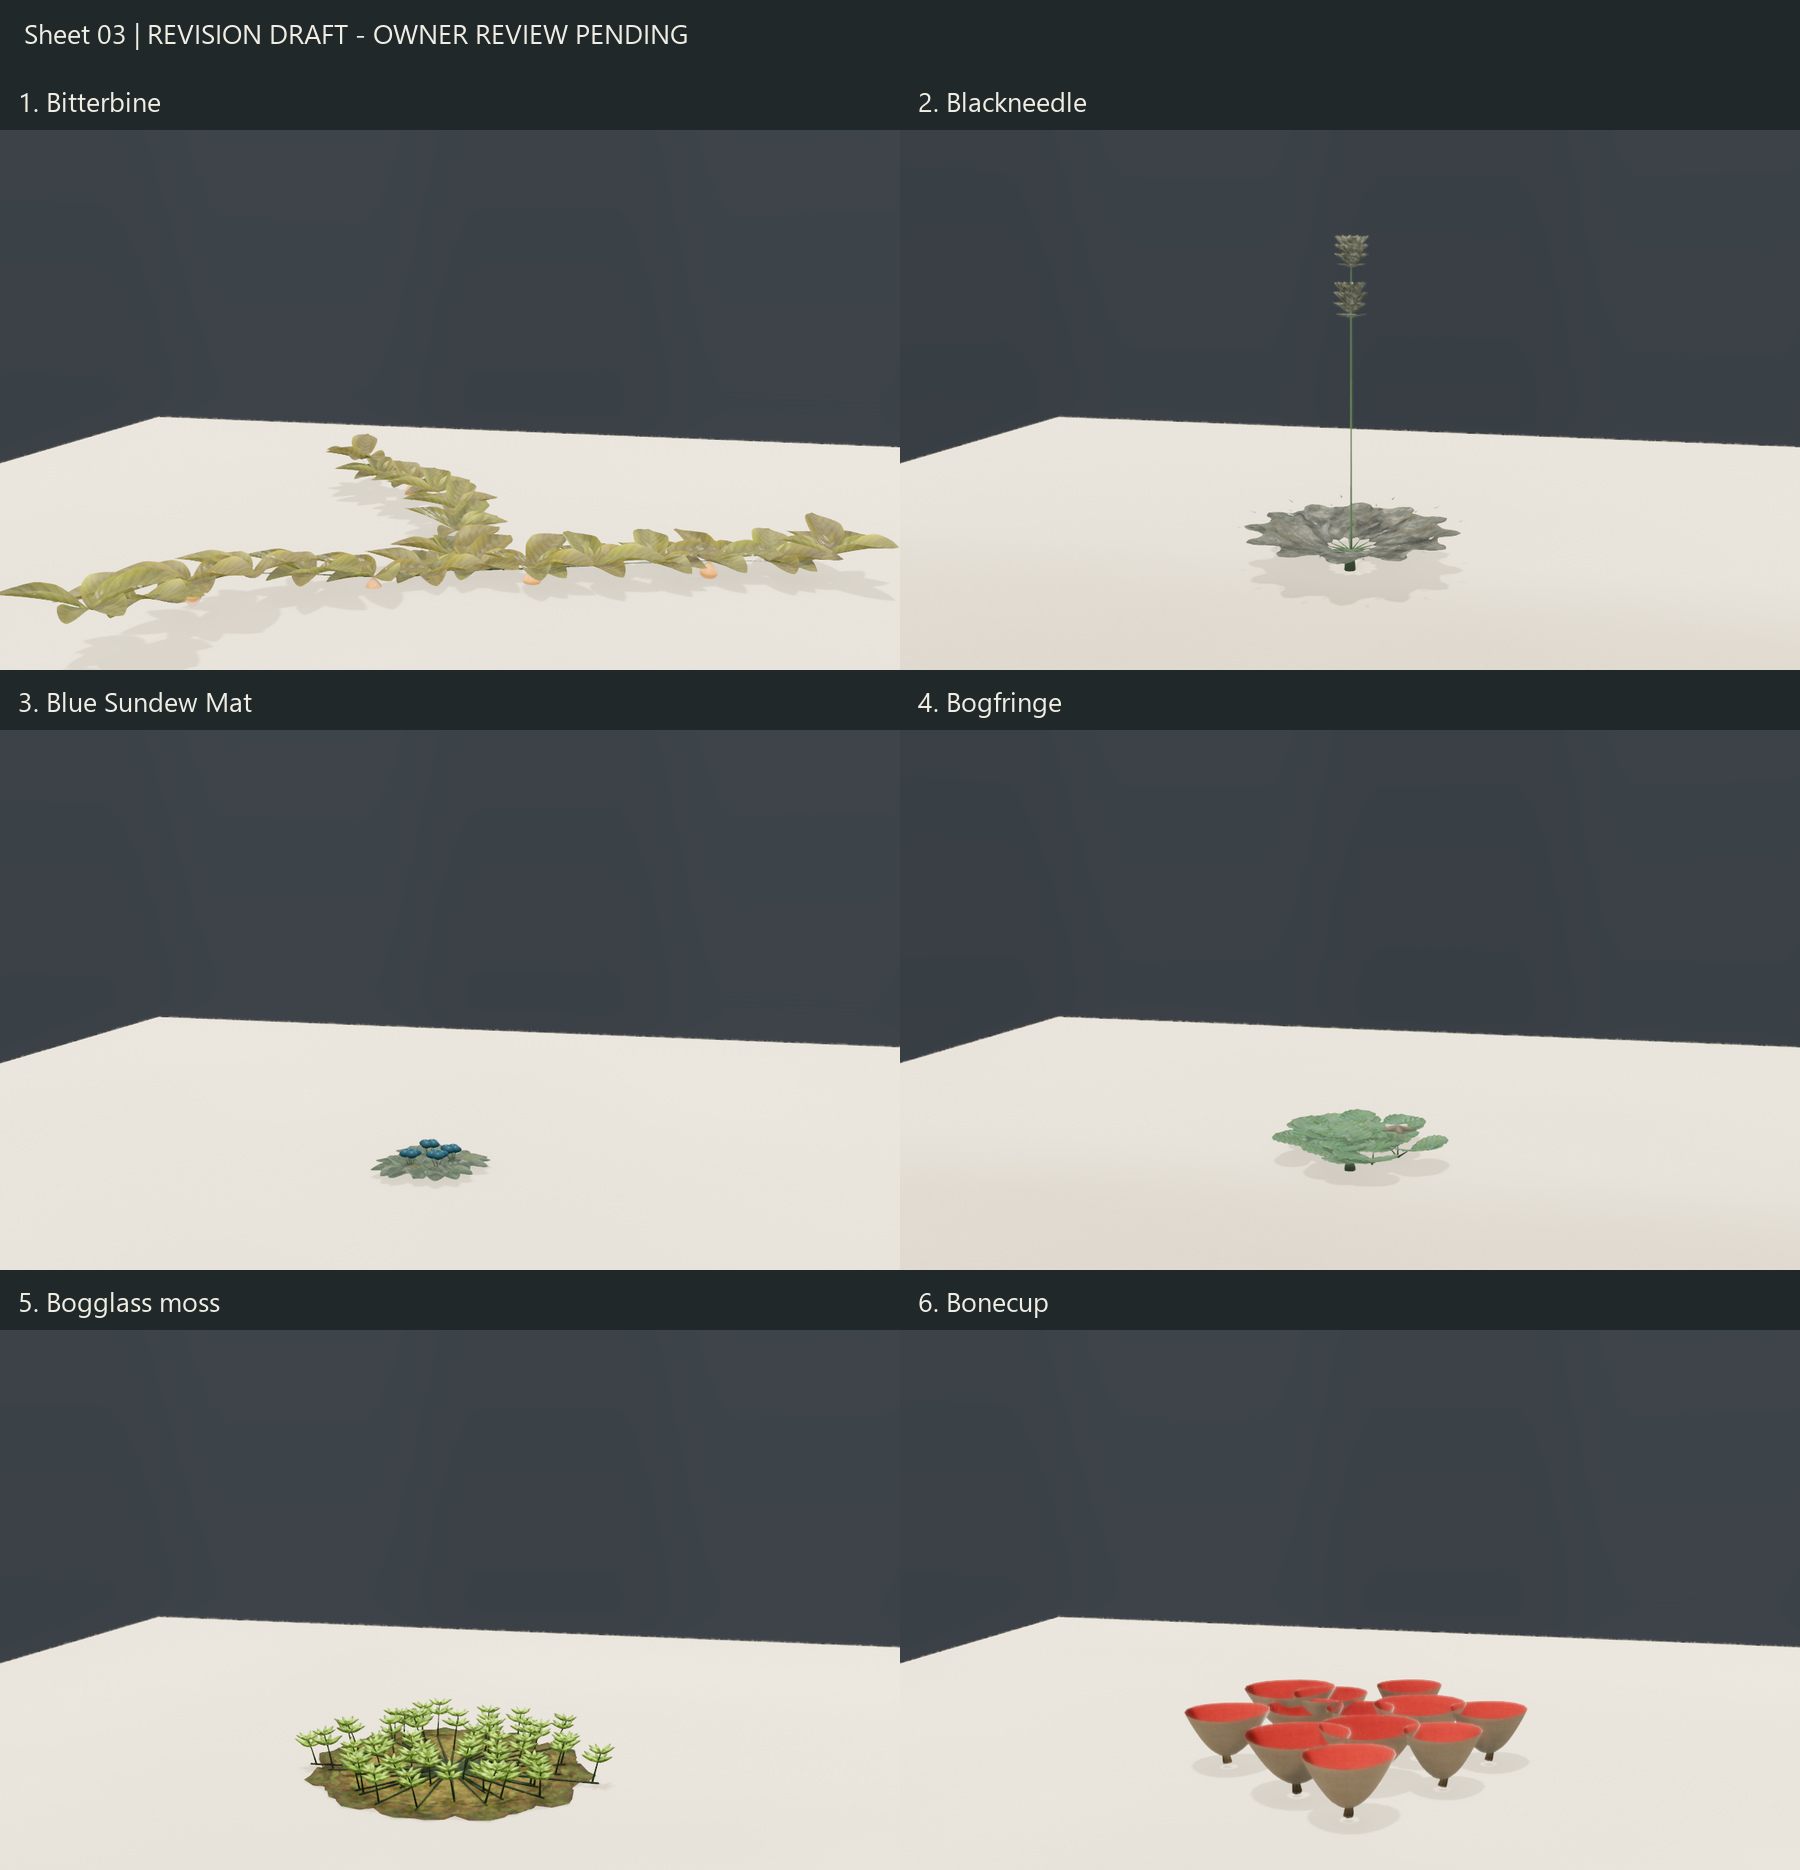 Sheet 03 | REVISION DRAFT - OWNER REVIEW PENDING
1. Bitterbine
2. Blackneedle
3. Blue Sundew Mat
4. Bogfringe
5. Bogglass moss
6. Bonecup